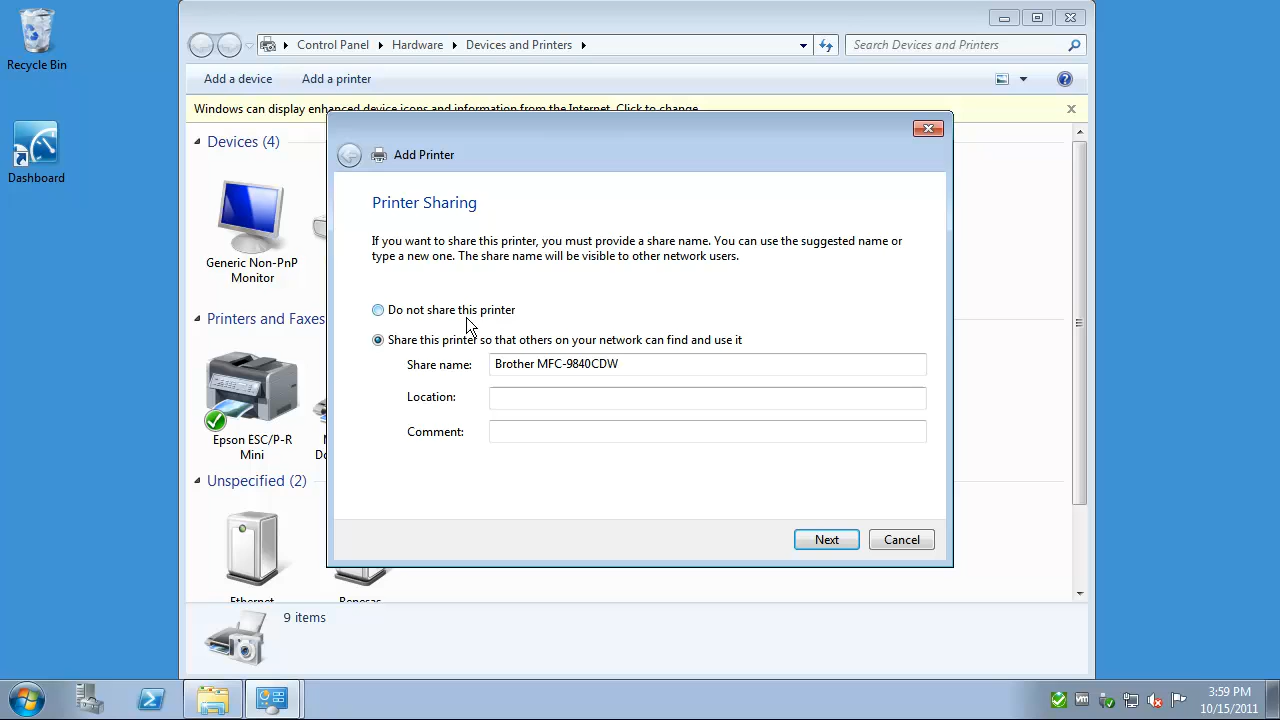 Recycle Bin
Dashboard
Control Panel
Hardware
Devices and Printers
Search Devices and Printers
Add a device
Add a printer
Windows can display enhanced device icons and information from the Internet. Click to change...
Devices (4)
Generic Non-PnP
Monitor
Printers and Faxes
Epson ESC/P-R
Mini
Unspecified (2)
Ethernet
Renesas
9 items
Add Printer
Printer Sharing
If you want to share this printer, you must provide a share name. You can use the suggested name or
type a new one. The share name will be visible to other network users.
Do not share this printer
Share this printer so that others on your network can find and use it
Share name:
Brother MFC-9840CDW
Location:
Comment:
Next
Cancel
3:59 PM
10/15/2011